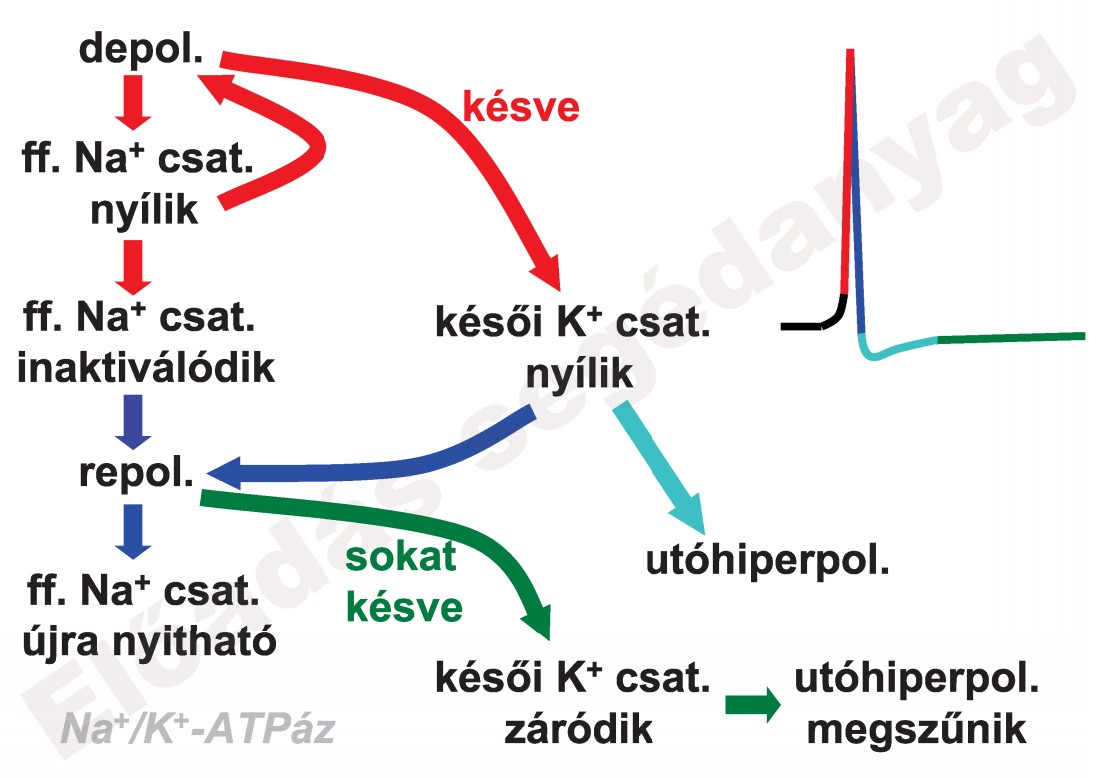 depol.
késve
ff. Na⁺ csat.
nyílik
ff. Na⁺ csat.
inaktiválódik
késői K⁺ csat.
nyílik
repol.
sokat
késve
utóhiperpol.
ff. Na⁺ csat.
újra nyitható
késői K⁺ csat.
záródik
utóhiperpol.
megszűnik
Na⁺/K⁺-ATPáz
Előadás segédanyag